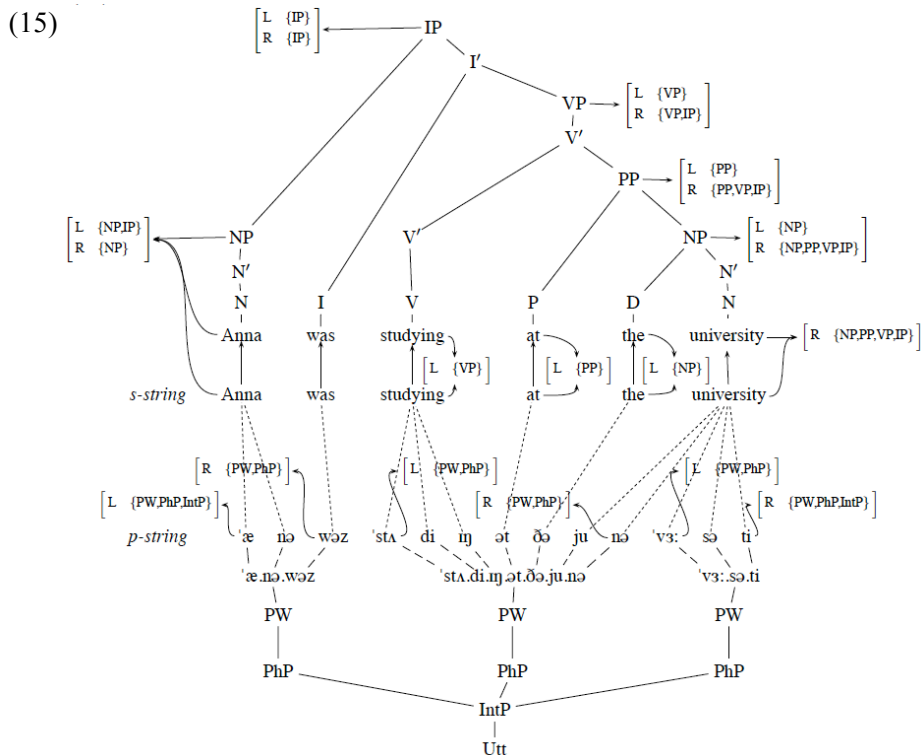 (15)
L {IP}
R {IP}
IP
I′
VP
L {VP}
R {VP,IP}
V′
PP
L {PP}
R {PP,VP,IP}
L {NP,IP}
R {NP}
NP
V′
NP
L {NP}
R {NP,PP,VP,IP}
N′
N′
N I V P D N
Anna was studying at the university
R {NP,PP,VP,IP}
L {VP}
L {PP}
L {NP}
s-string Anna was studying at the university
R {PW,PhP}
L {PW,PhP}
L {PW,PhP}
L {PW,PhP,IntP}
R {PW,PhP}
R {PW,PhP,IntP}
p-string ˈæ nə wəz ˈstʌ di ɪŋ ət ðə ju nə ˈvɜː sə ti
ˈæ.nə.wəz ˈstʌ.di.ɪŋ.ət.ðə.ju.nə ˈvɜː.sə.ti
PW PW PW
PhP PhP PhP
IntP
Utt